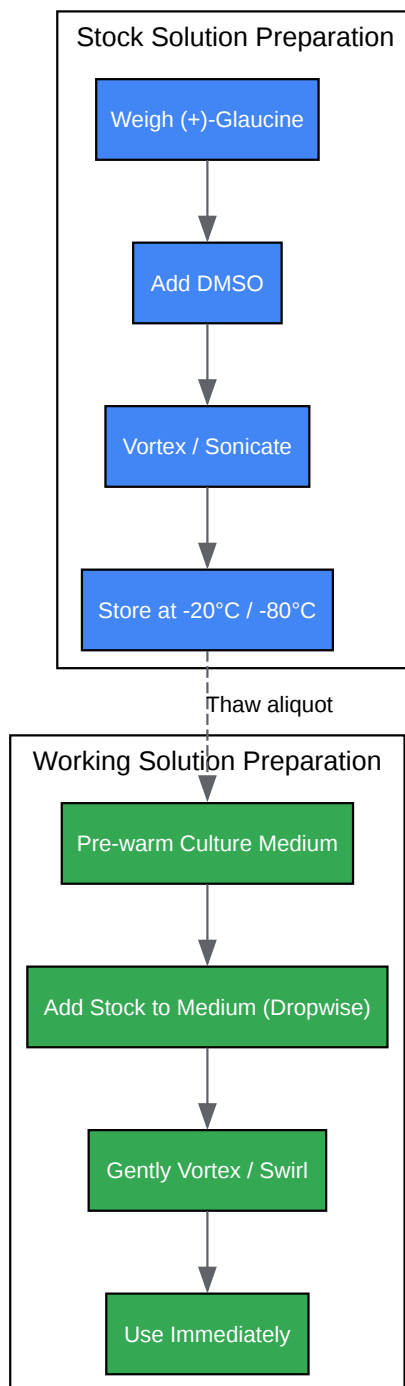 Stock Solution Preparation
Weigh (+)-Glaucine
Add DMSO
Vortex / Sonicate
Store at -20°C / -80°C
Thaw aliquot
Working Solution Preparation
Pre-warm Culture Medium
Add Stock to Medium (Dropwise)
Gently Vortex / Swirl
Use Immediately